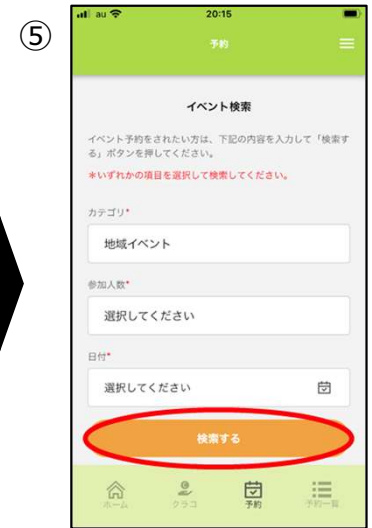 ⑤
au 20:15
予約
イベント検索
イベント予約をされたい方は、下記の内容を入力して「検索す
る」ボタンを押してください。
*いずれかの項目を選択して検索してください。
カテゴリ*
地域イベント
参加人数*
選択してください
日付*
選択してください
検索する
ホーム クラコ 予約 予約一覧